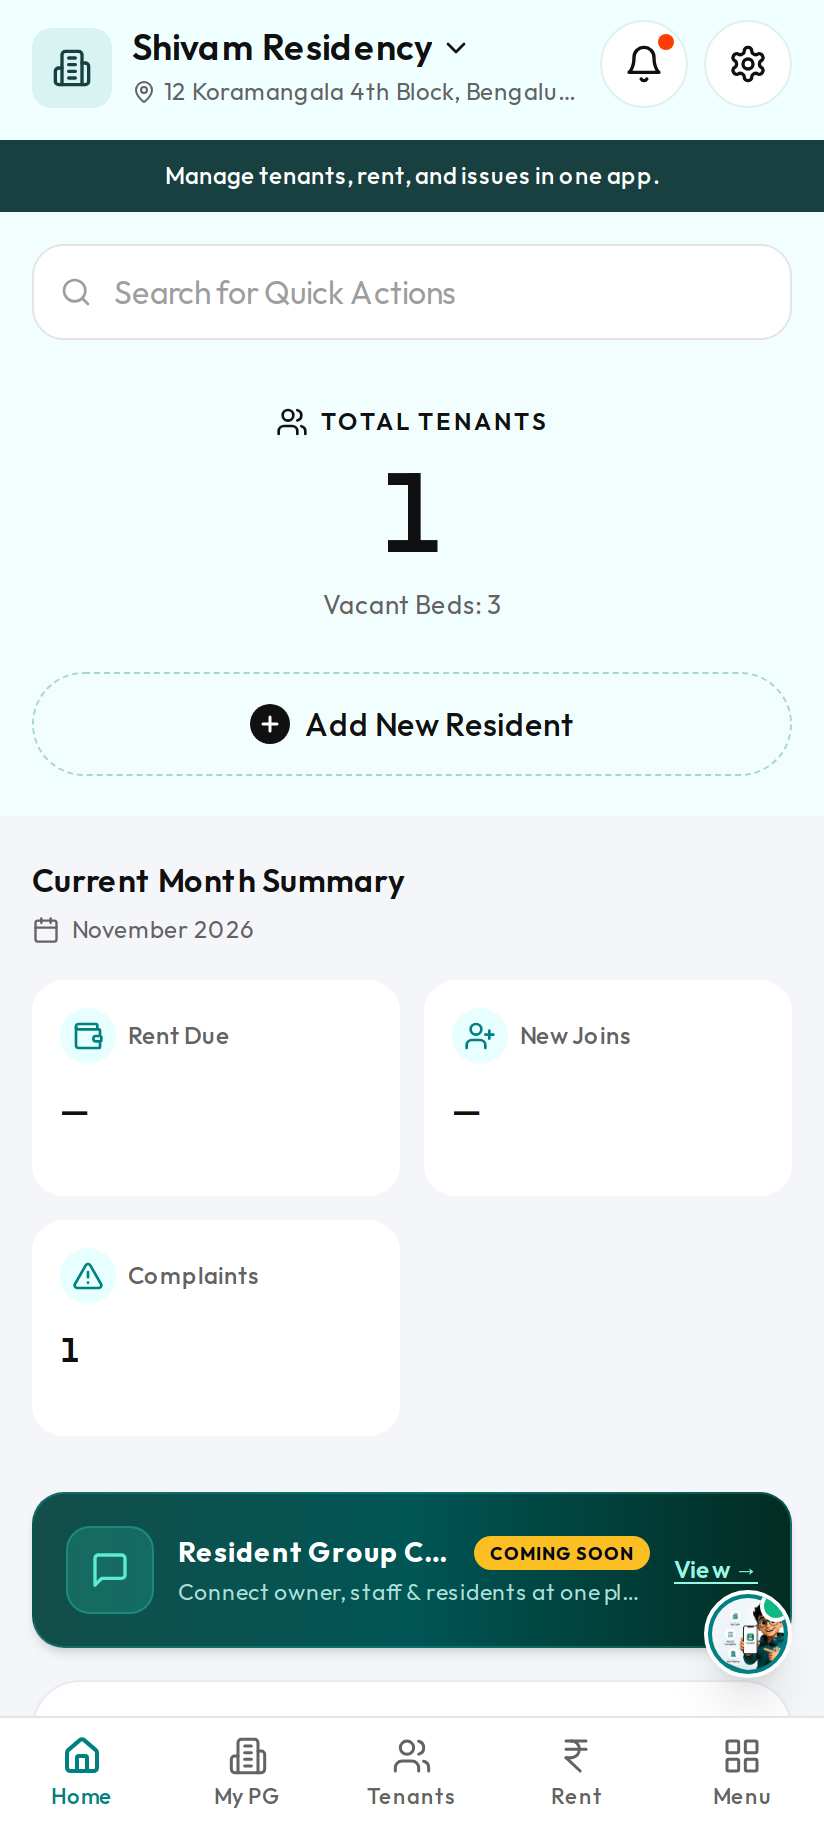 Shivam Residency
12 Koramangala 4th Block, Bengalu...
Manage tenants, rent, and issues in one app.
Search for Quick Actions
TOTAL TENANTS
1
Vacant Beds: 3
Add New Resident
Current Month Summary
November 2026
Rent Due
—
New Joins
—
Complaints
1
Resident Group C...
COMING SOON
Connect owner, staff & residents at one pl...
View →
Home
My PG
Tenants
Rent
Menu